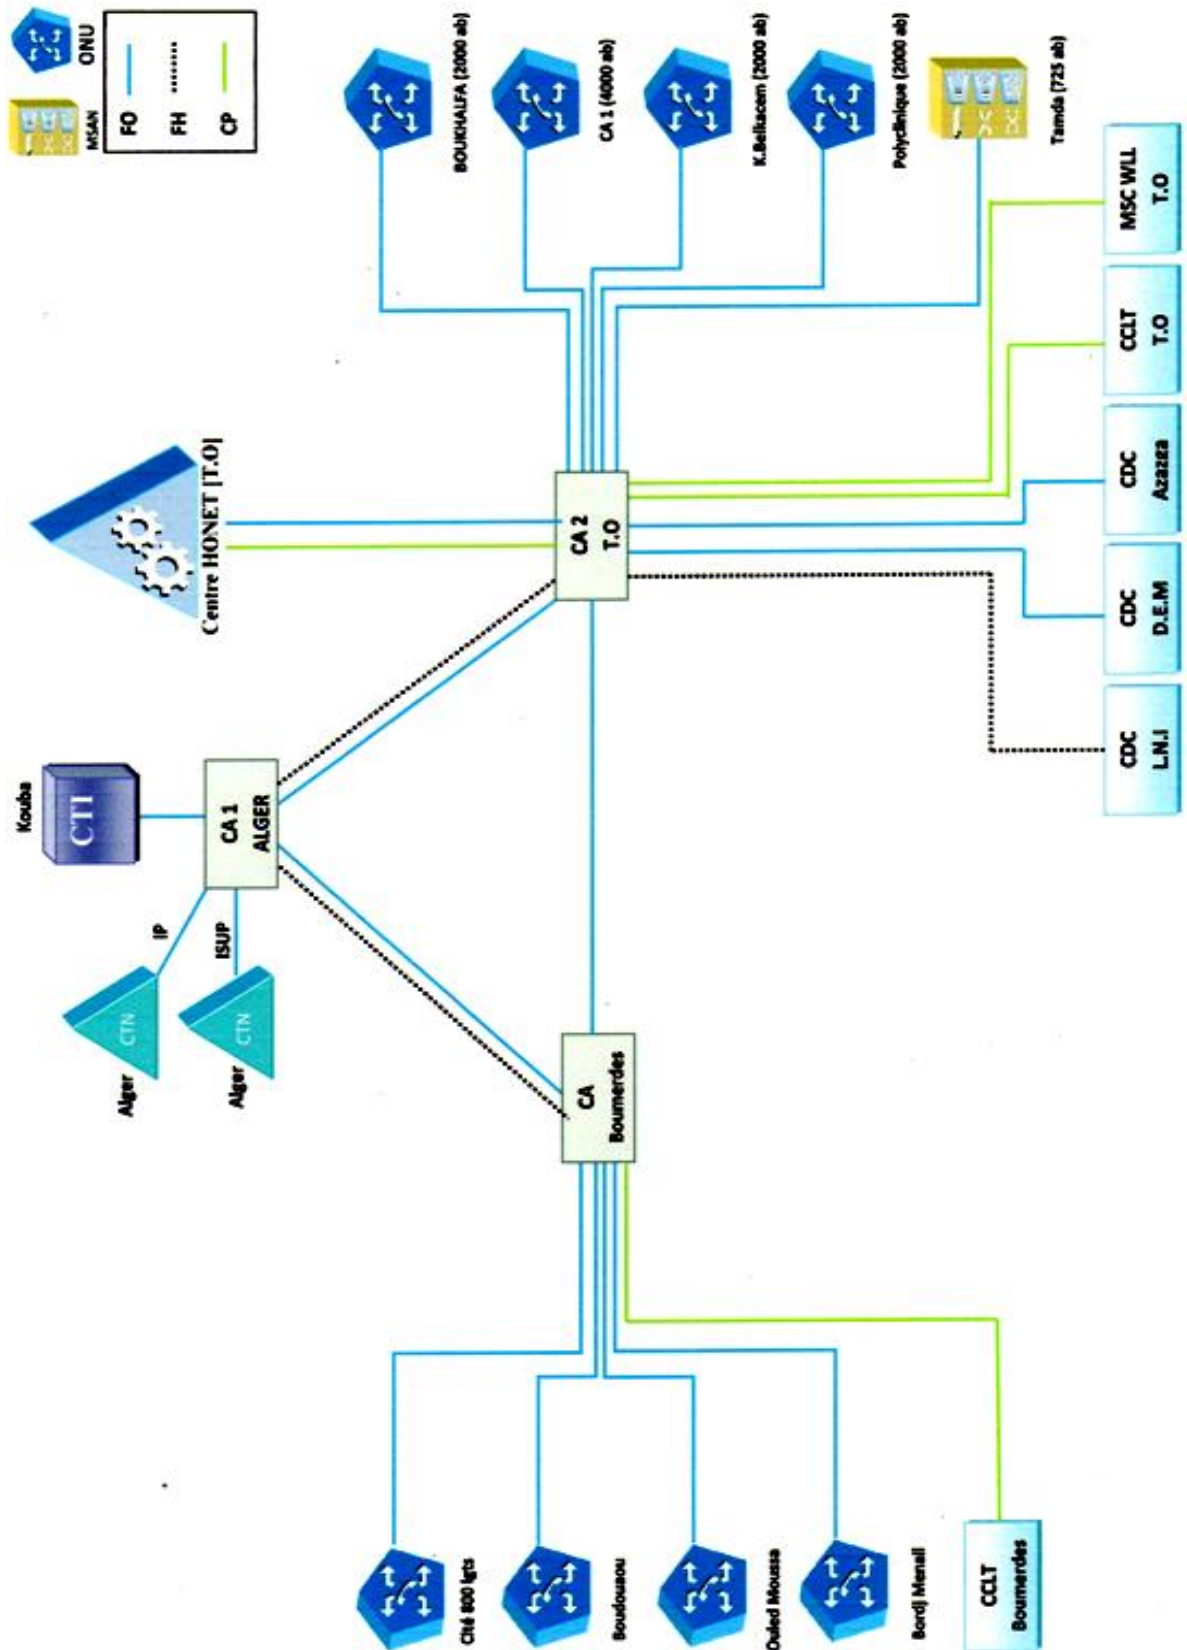 ONU
MSAN
FO
FH
CP
BOUKHALFA (2000 ab)
CA 1 (4000 ab)
K.Belkacem (2000 ab)
Polyclinique (2000 ab)
Tamda (725 ab)
Centre HONET [T.O]
Kouba
CTI
CA 1
ALGER
IP
ISUP
CTN
Alger
CTN
Alger
CA 2
T.O
CA
Boumerdes
MSC WLL
T.O
CCLT
T.O
CDC
Azazga
CDC
D.E.M
CDC
L.N.I
Cité 800 lgts
Boudouaou
Ouled Moussa
Bordj Menail
CCLT
Boumerdes